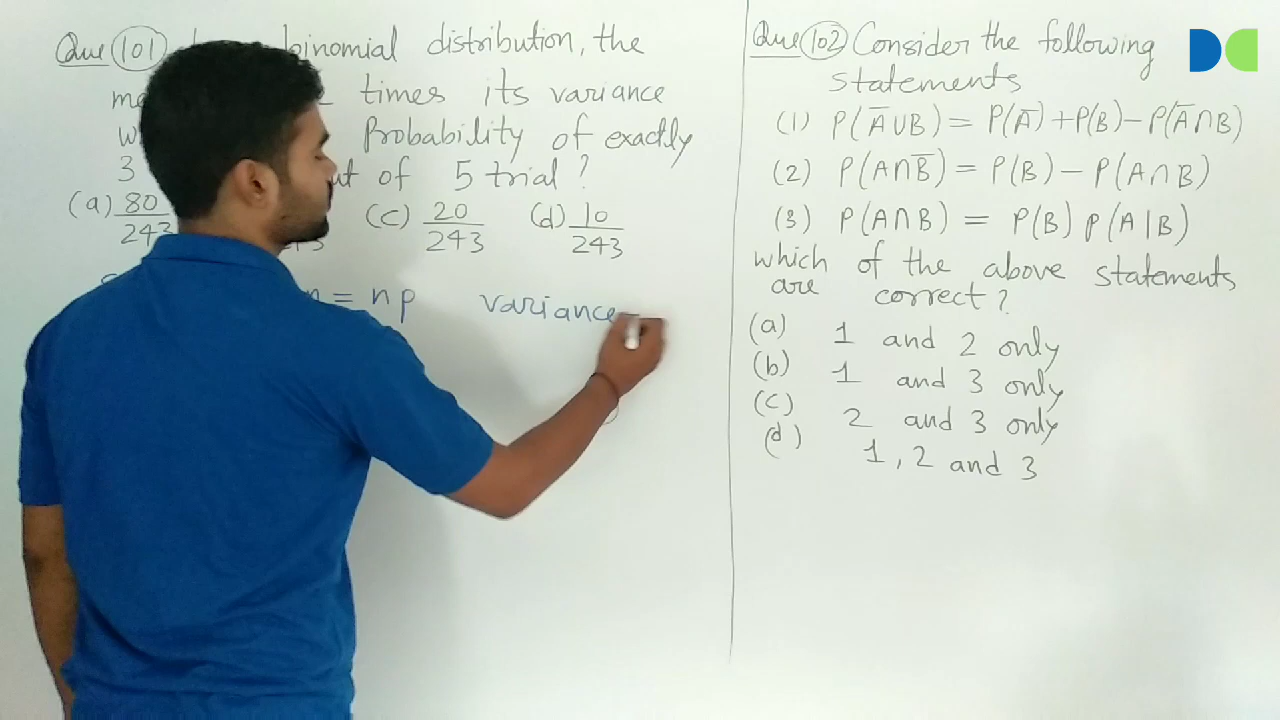 Que 101 binomial distribution, the
times its variance
Probability of exactly
3 of 5 trial ?
(a) 80/243 (c) 20/243 (d) 10/243
= np variance =
Que 102 Consider the following
statements
(1) P(A̅∪B) = P(A̅) + P(B) − P(A̅∩B)
(2) P(A∩B̅) = P(B) − P(A∩B)
(3) P(A∩B) = P(B) P(A|B)
which of the above statements
are correct ?
(a) 1 and 2 only
(b) 1 and 3 only
(c) 2 and 3 only
(d) 1, 2 and 3
DC